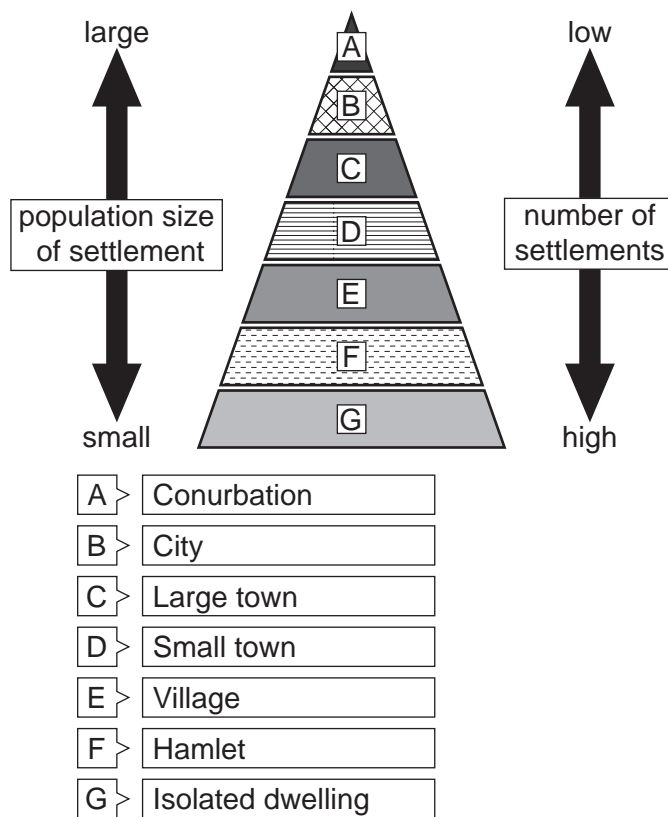 large
low
A
B
C
D
E
F
G
population size
of settlement
number of
settlements
small
high
A Conurbation
B City
C Large town
D Small town
E Village
F Hamlet
G Isolated dwelling